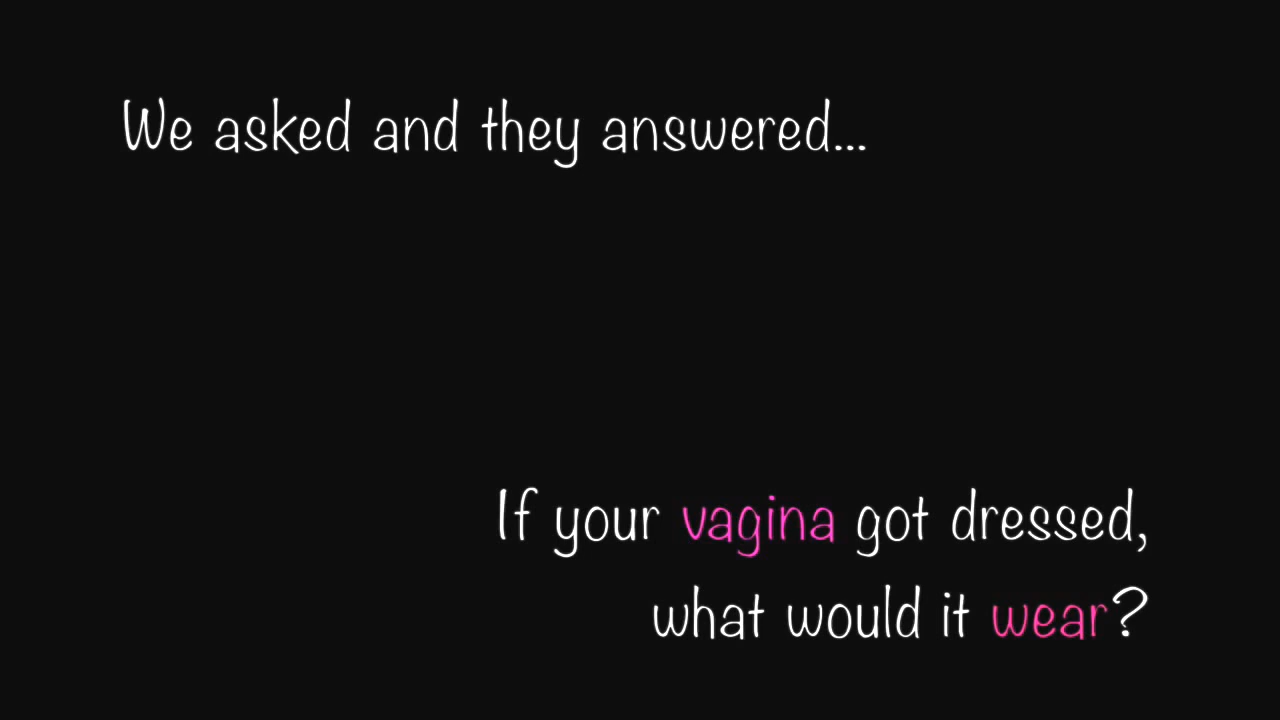 We asked and they answered...
If your vagina got dressed,
what would it wear?